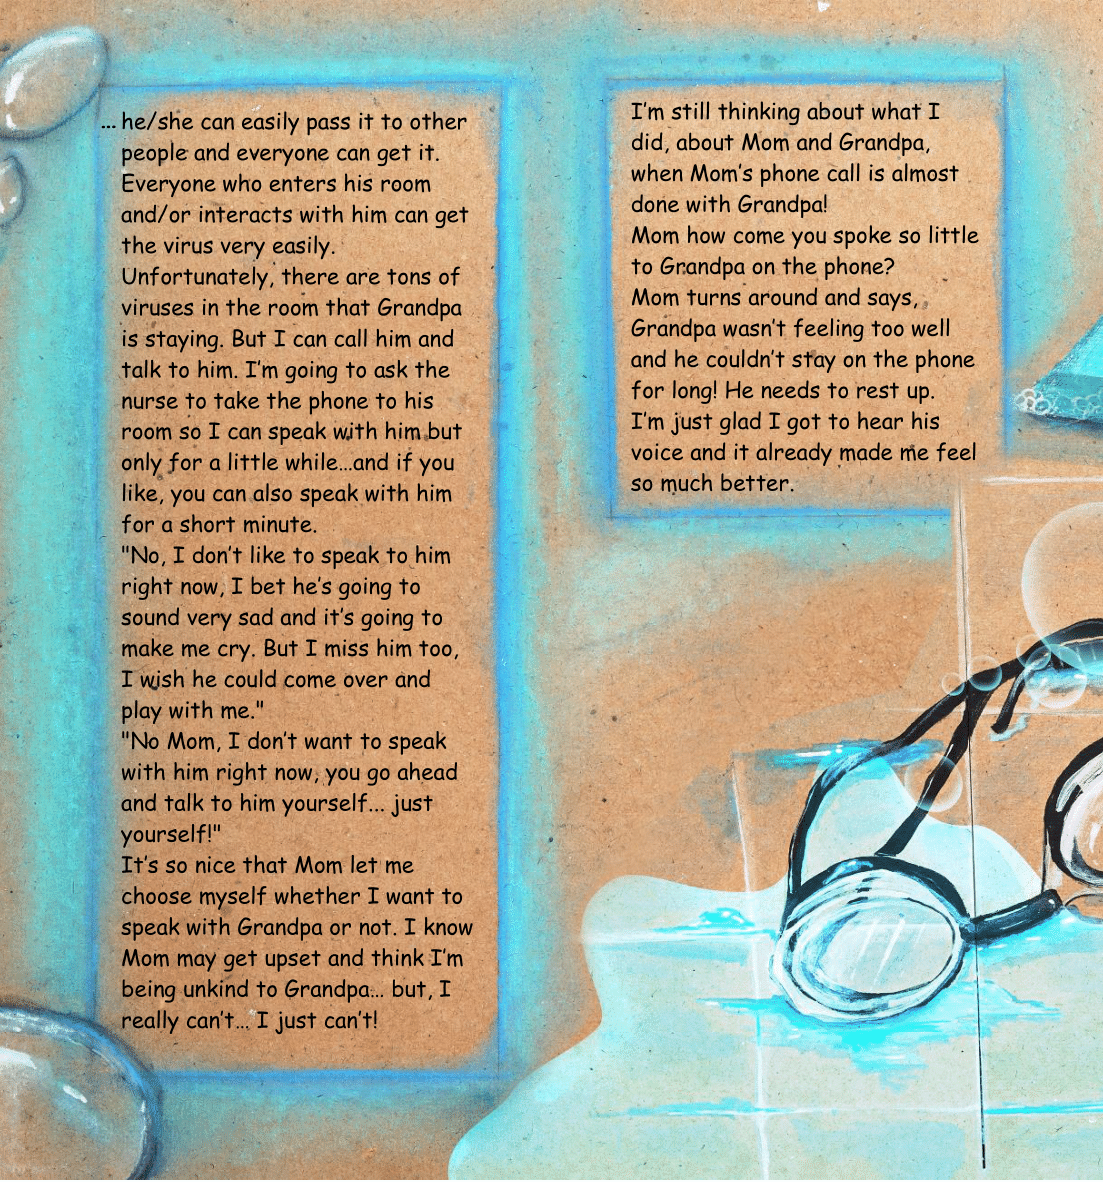 ... he/she can easily pass it to other
people and everyone can get it.
Everyone who enters his room
and/or interacts with him can get
the virus very easily.
Unfortunately, there are tons of
viruses in the room that Grandpa
is staying. But I can call him and
talk to him. I'm going to ask the
nurse to take the phone to his
room so I can speak with him but
only for a little while...and if you
like, you can also speak with him
for a short minute.
"No, I don't like to speak to him
right now, I bet he's going to
sound very sad and it's going to
make me cry. But I miss him too,
I wish he could come over and
play with me."
"No Mom, I don't want to speak
with him right now, you go ahead
and talk to him yourself... just
yourself!"
It's so nice that Mom let me
choose myself whether I want to
speak with Grandpa or not. I know
Mom may get upset and think I'm
being unkind to Grandpa... but, I
really can't... I just can't!
I'm still thinking about what I
did, about Mom and Grandpa,
when Mom's phone call is almost
done with Grandpa!
Mom how come you spoke so little
to Grandpa on the phone?
Mom turns around and says,
Grandpa wasn't feeling too well
and he couldn't stay on the phone
for long! He needs to rest up.
I'm just glad I got to hear his
voice and it already made me feel
so much better.